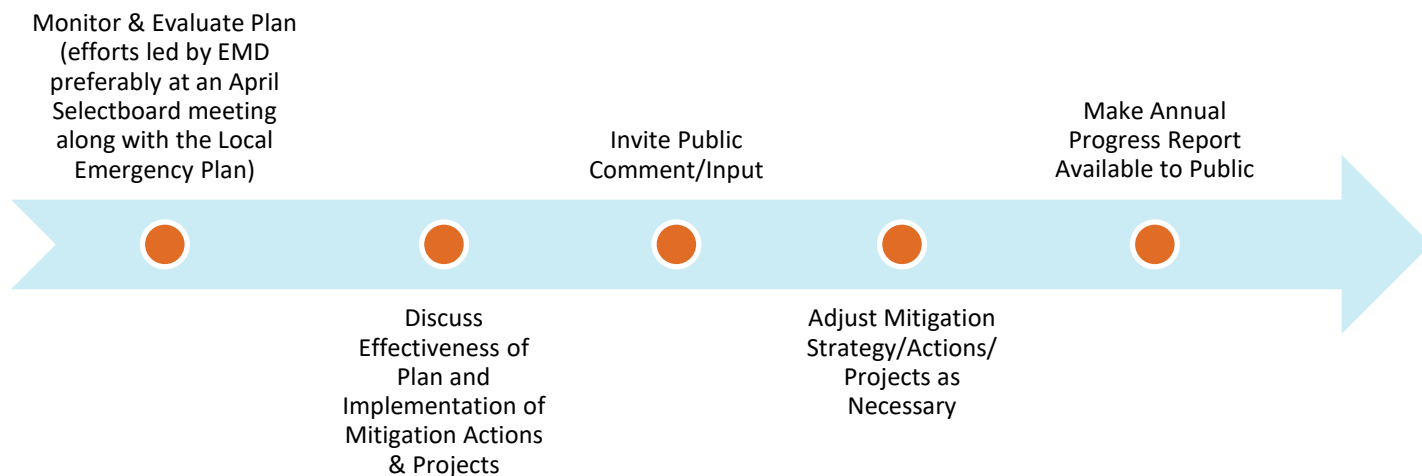 Monitor & Evaluate Plan
(efforts led by EMD
preferably at an April
Selectboard meeting
along with the Local
Emergency Plan)
Discuss
Effectiveness of
Plan and
Implementation of
Mitigation Actions
& Projects
Invite Public
Comment/Input
Adjust Mitigation
Strategy/Actions/
Projects as
Necessary
Make Annual
Progress Report
Available to Public